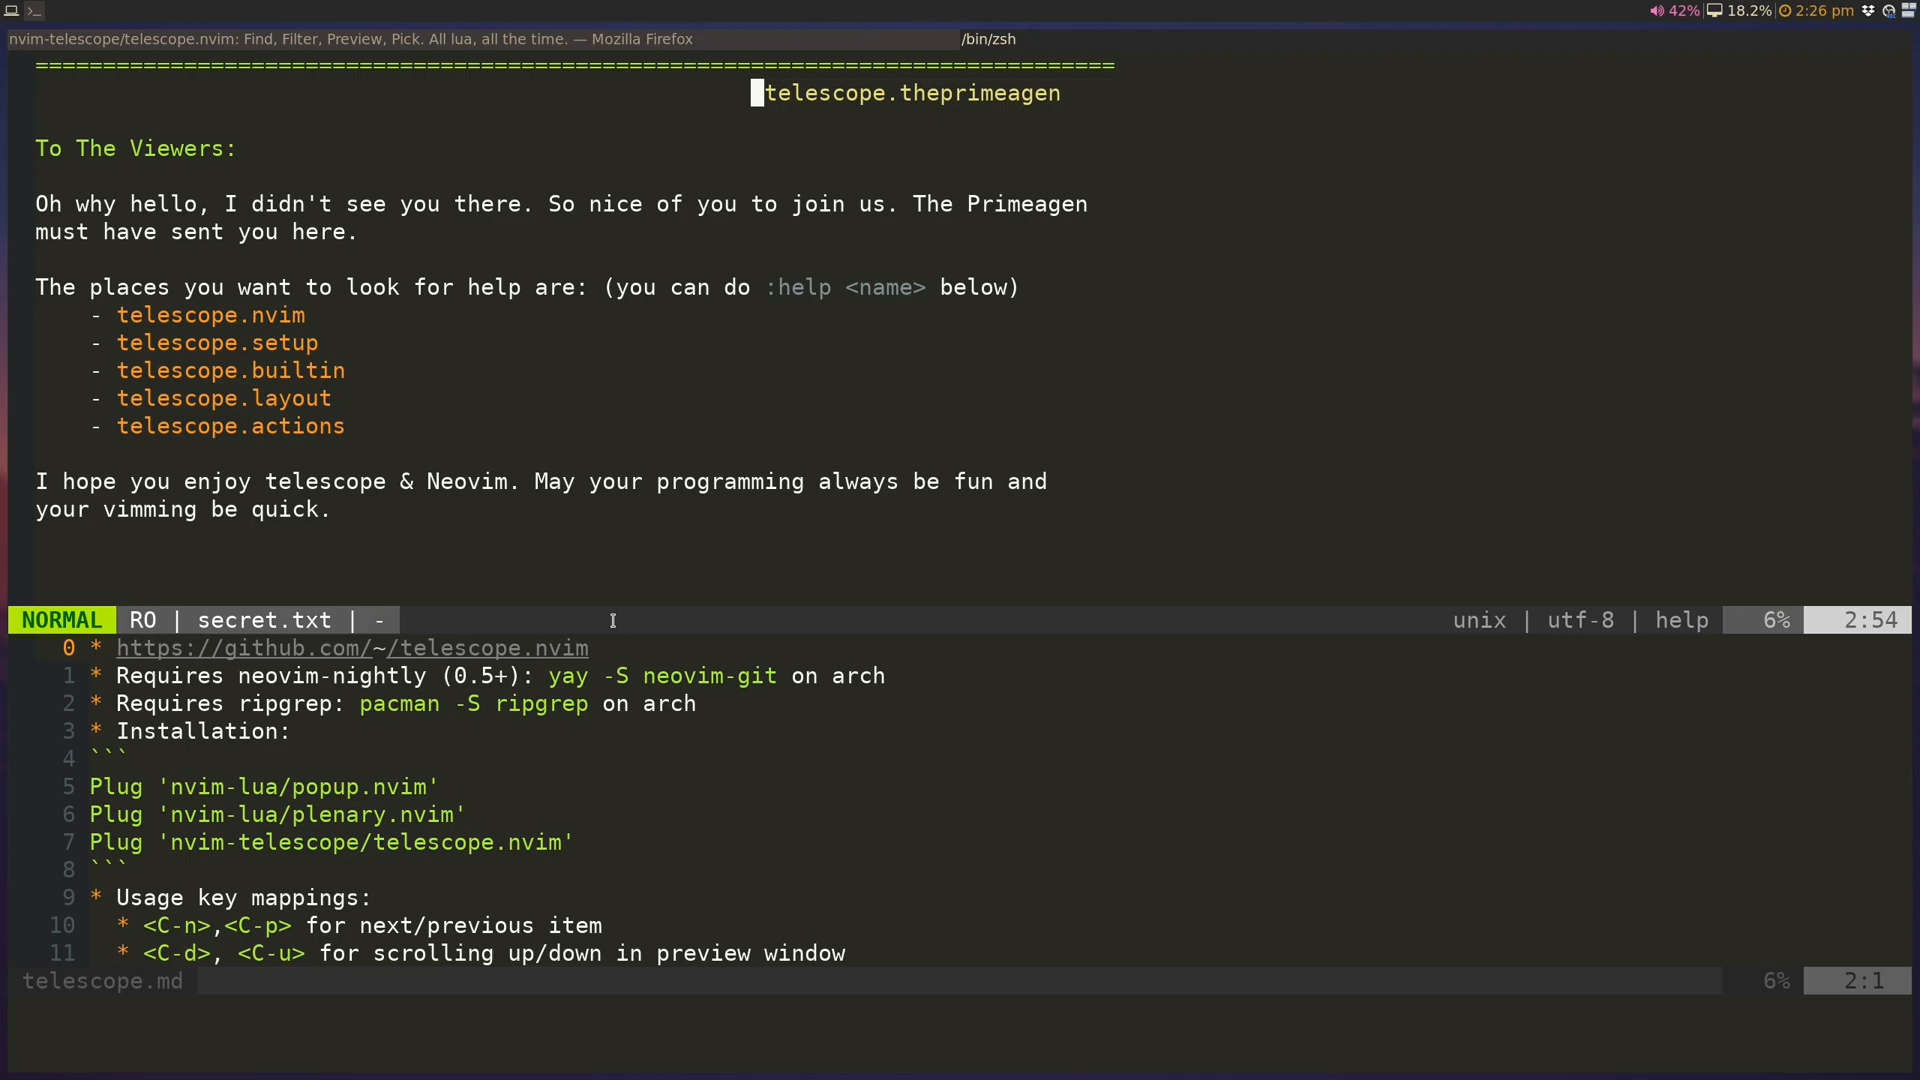 42% 18.2% 2:26 pm
nvim-telescope/telescope.nvim: Find, Filter, Preview, Pick. All lua, all the time. — Mozilla Firefox
/bin/zsh
================================================================================
telescope.theprimeagen
To The Viewers:
Oh why hello, I didn't see you there. So nice of you to join us. The Primeagen
must have sent you here.
The places you want to look for help are: (you can do :help <name> below)
- telescope.nvim
- telescope.setup
- telescope.builtin
- telescope.layout
- telescope.actions
I hope you enjoy telescope & Neovim. May your programming always be fun and
your vimming be quick.
NORMAL RO | secret.txt | - unix | utf-8 | help 6% 2:54
0 * https://github.com/~/telescope.nvim
1 * Requires neovim-nightly (0.5+): yay -S neovim-git on arch
2 * Requires ripgrep: pacman -S ripgrep on arch
3 * Installation:
4 ```
5 Plug 'nvim-lua/popup.nvim'
6 Plug 'nvim-lua/plenary.nvim'
7 Plug 'nvim-telescope/telescope.nvim'
8 ```
9 * Usage key mappings:
10 * <C-n>,<C-p> for next/previous item
11 * <C-d>, <C-u> for scrolling up/down in preview window
telescope.md 6% 2:1